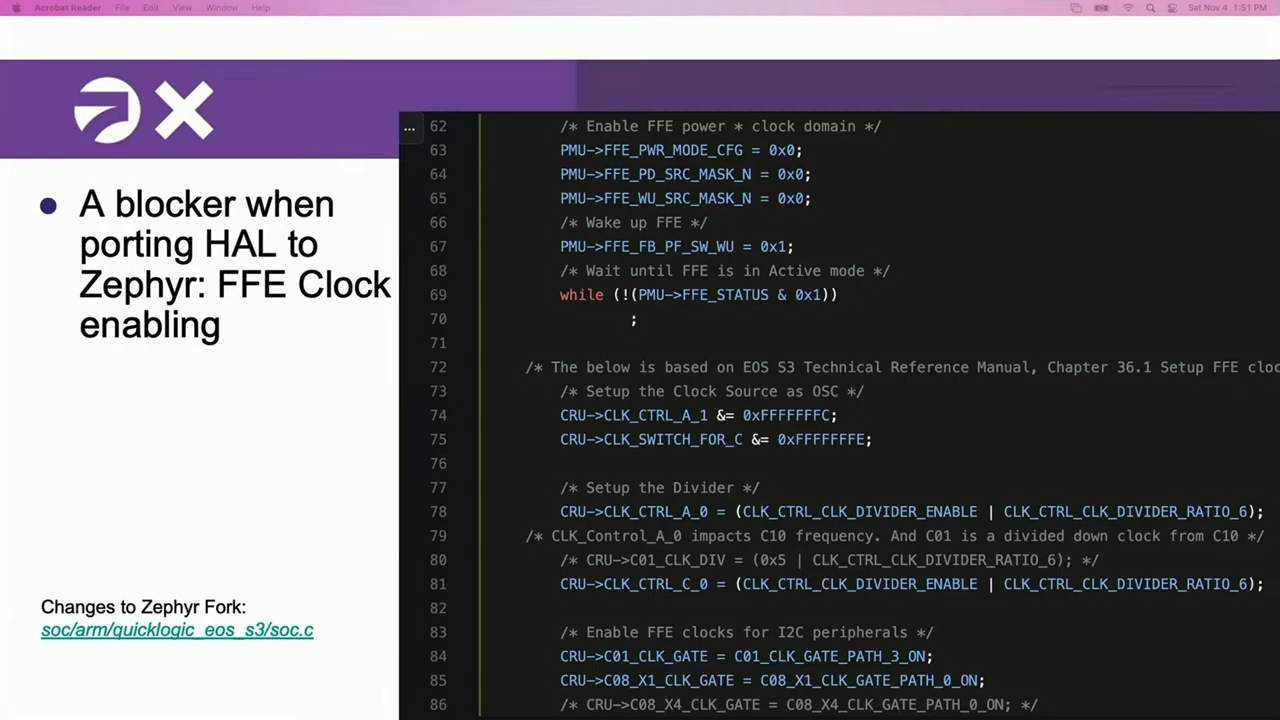 Acrobat Reader File Edit View Window Help Sat Nov 4 1:51 PM
A blocker when
porting HAL to
Zephyr: FFE Clock
enabling
Changes to Zephyr Fork:
soc/arm/quicklogic_eos_s3/soc.c
...
62 /* Enable FFE power * clock domain */
63 PMU->FFE_PWR_MODE_CFG = 0x0;
64 PMU->FFE_PD_SRC_MASK_N = 0x0;
65 PMU->FFE_WU_SRC_MASK_N = 0x0;
66 /* Wake up FFE */
67 PMU->FFE_FB_PF_SW_WU = 0x1;
68 /* Wait until FFE is in Active mode */
69 while (!(PMU->FFE_STATUS & 0x1))
70 ;
71
72 /* The below is based on EOS S3 Technical Reference Manual, Chapter 36.1 Setup FFE cloc
73 /* Setup the Clock Source as OSC */
74 CRU->CLK_CTRL_A_1 &= 0xFFFFFFFC;
75 CRU->CLK_SWITCH_FOR_C &= 0xFFFFFFFE;
76
77 /* Setup the Divider */
78 CRU->CLK_CTRL_A_0 = (CLK_CTRL_CLK_DIVIDER_ENABLE | CLK_CTRL_CLK_DIVIDER_RATIO_6);
79 /* CLK_Control_A_0 impacts C10 frequency. And C01 is a divided down clock from C10 */
80 /* CRU->C01_CLK_DIV = (0x5 | CLK_CTRL_CLK_DIVIDER_RATIO_6); */
81 CRU->CLK_CTRL_C_0 = (CLK_CTRL_CLK_DIVIDER_ENABLE | CLK_CTRL_CLK_DIVIDER_RATIO_6);
82
83 /* Enable FFE clocks for I2C peripherals */
84 CRU->C01_CLK_GATE = C01_CLK_GATE_PATH_3_ON;
85 CRU->C08_X1_CLK_GATE = C08_X1_CLK_GATE_PATH_0_ON;
86 /* CRU->C08_X4_CLK_GATE = C08_X4_CLK_GATE_PATH_0_ON; */